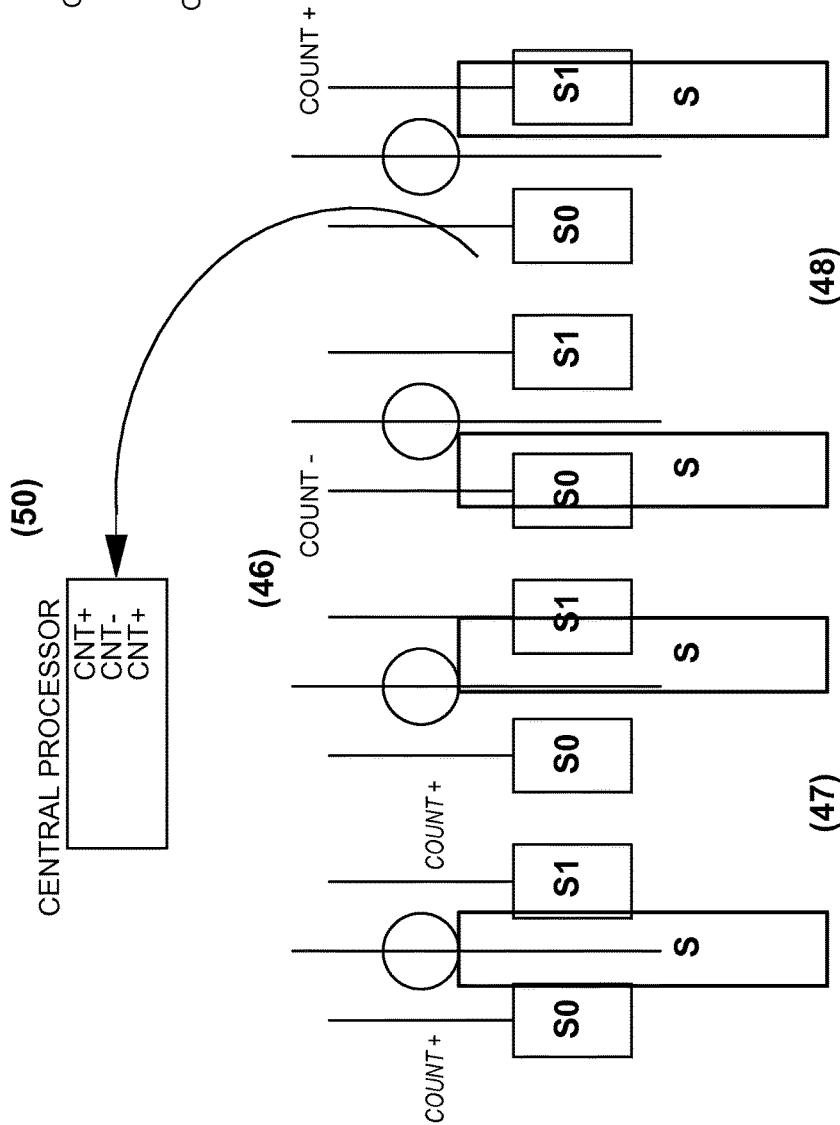 (50)
CENTRAL PROCESSOR
CNT+
CNT-
CNT+
(46)
COUNT -
COUNT +
COUNT +
COUNT +
S0
S1
S0
S1
S0
S1
S0
S1
S
S
S
S
(47)
(48)